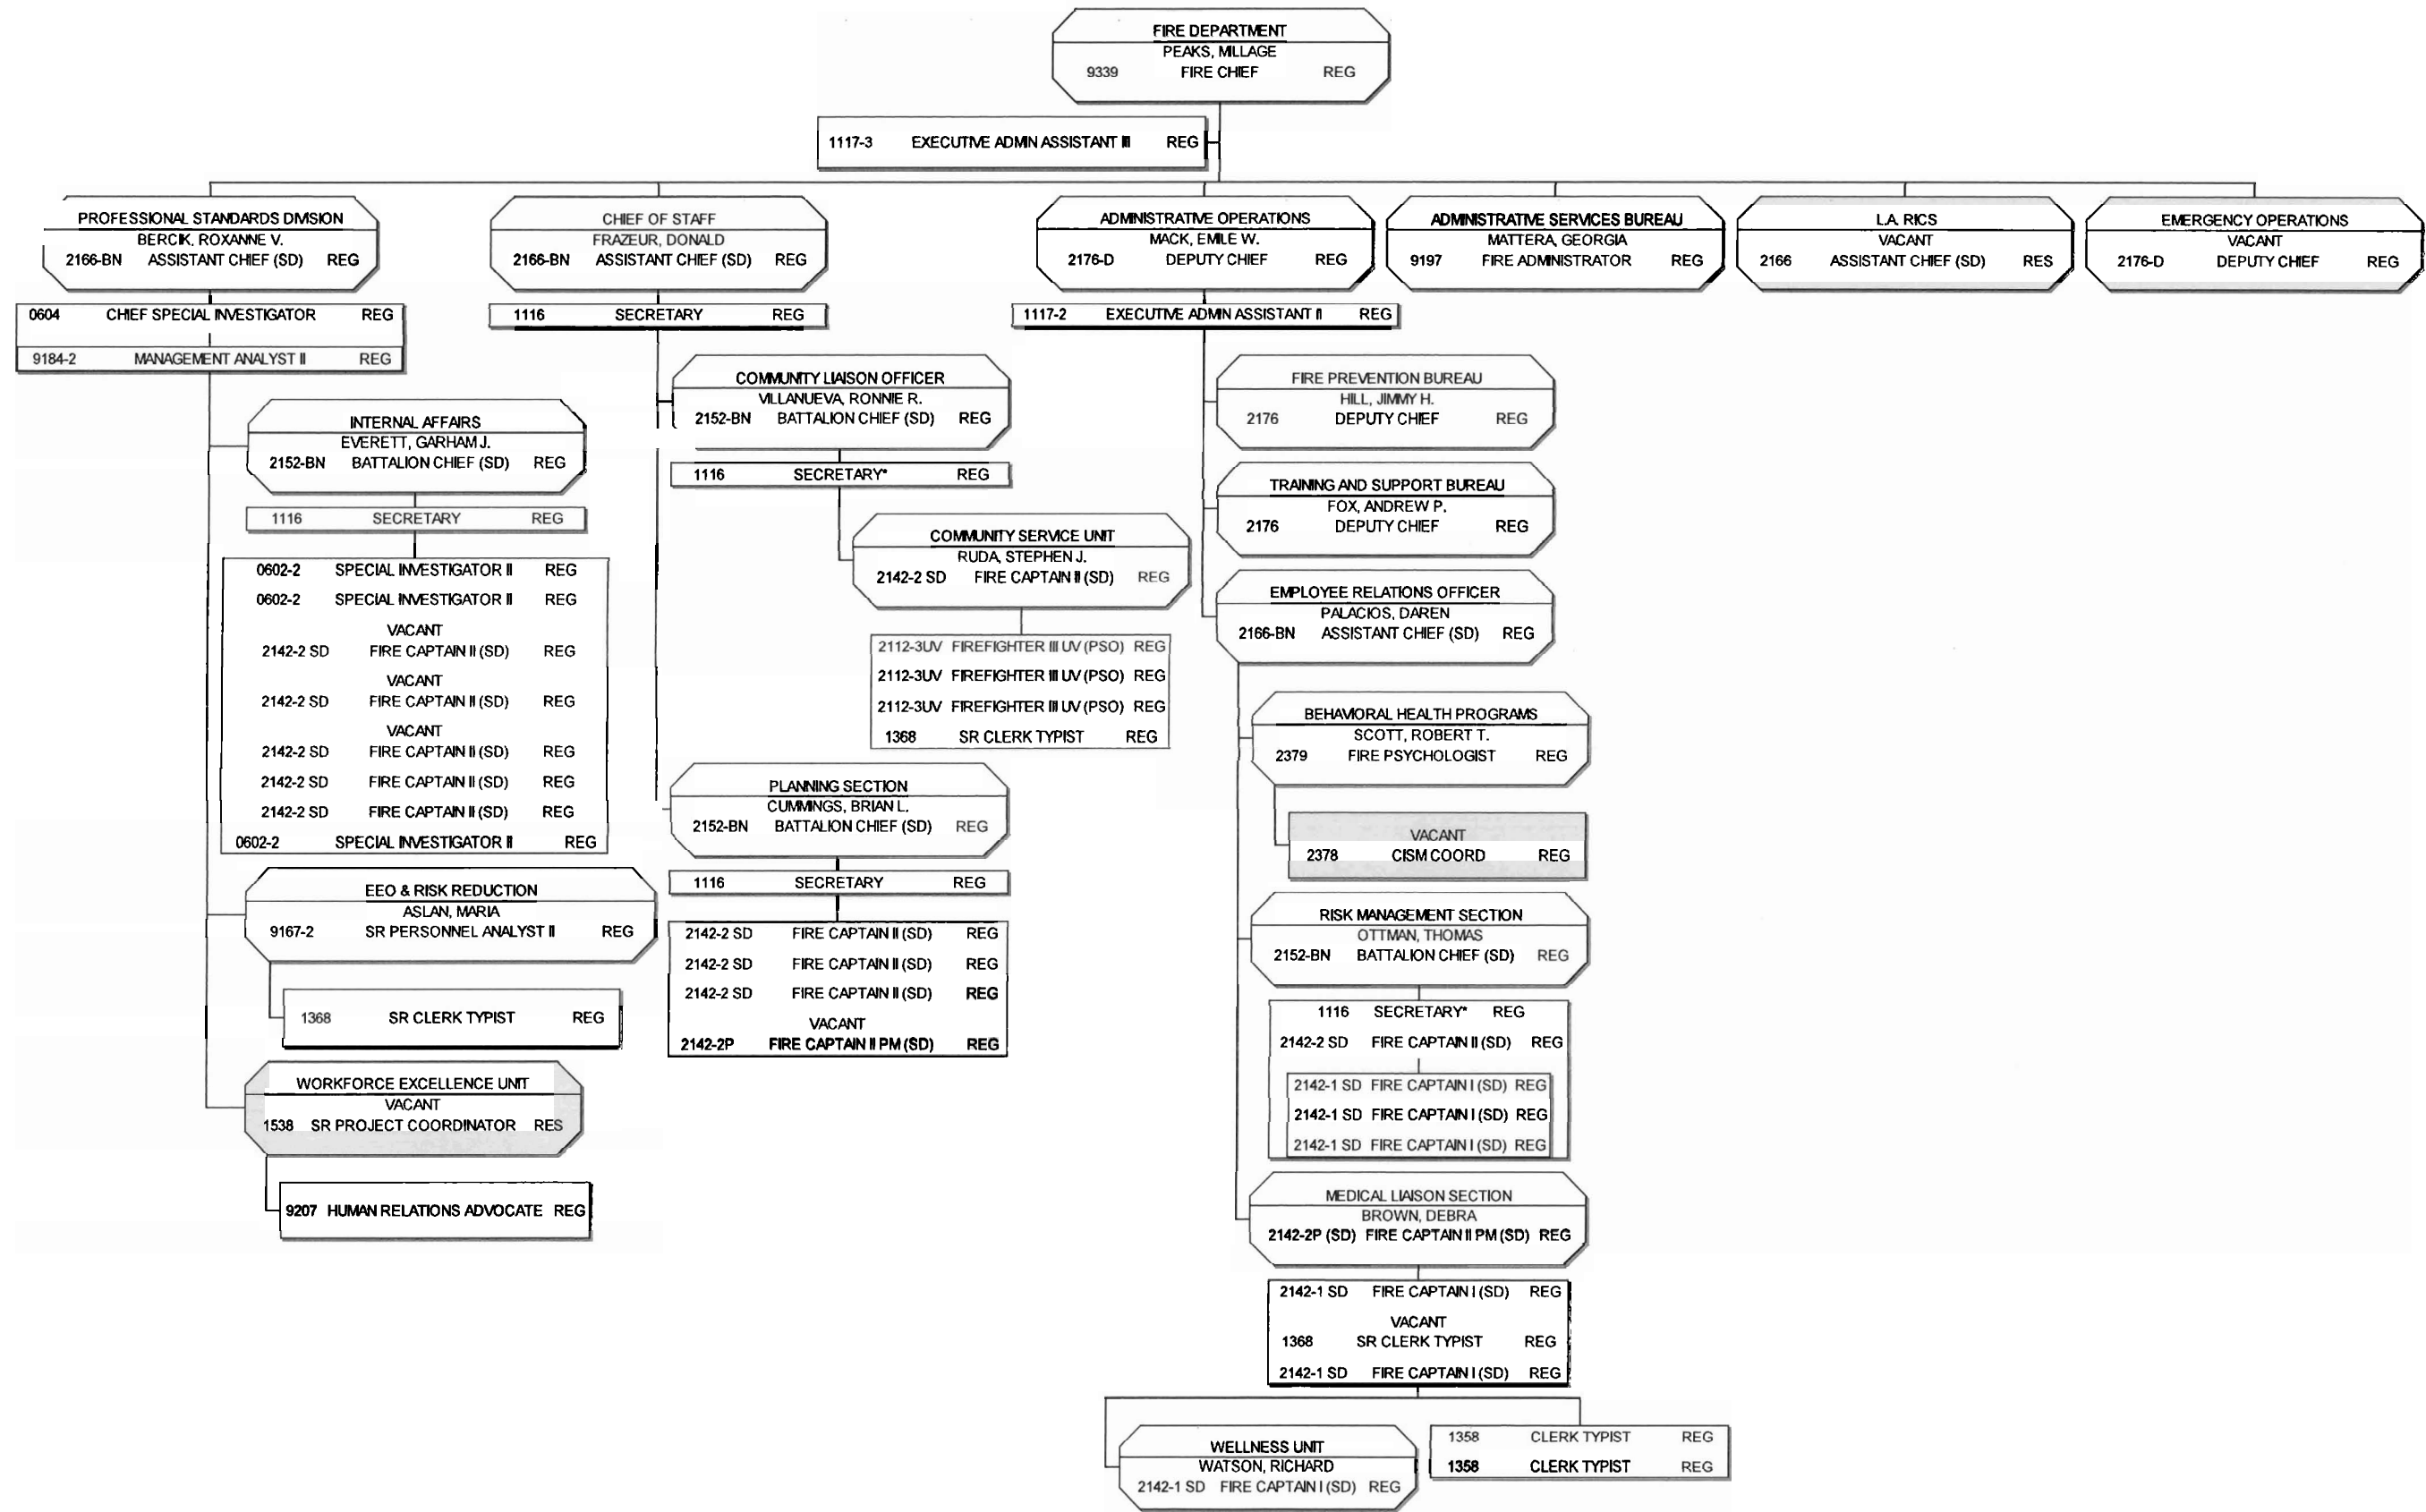 FIRE DEPARTMENT
PEAKS, MILLAGE
9339 FIRE CHIEF REG
1117-3 EXECUTIVE ADMIN ASSISTANT III REG
PROFESSIONAL STANDARDS DIVISION
BERCIK, ROXANNE V.
2166-BN ASSISTANT CHIEF (SD) REG
0604 CHIEF SPECIAL INVESTIGATOR REG
9184-2 MANAGEMENT ANALYST II REG
INTERNAL AFFAIRS
EVERETT, GARHAM J.
2152-BN BATTALION CHIEF (SD) REG
1116 SECRETARY REG
0602-2 SPECIAL INVESTIGATOR II REG
0602-2 SPECIAL INVESTIGATOR II REG
VACANT
2142-2 SD FIRE CAPTAIN II (SD) REG
VACANT
2142-2 SD FIRE CAPTAIN II (SD) REG
VACANT
2142-2 SD FIRE CAPTAIN II (SD) REG
2142-2 SD FIRE CAPTAIN II (SD) REG
2142-2 SD FIRE CAPTAIN II (SD) REG
0602-2 SPECIAL INVESTIGATOR II REG
EEO & RISK REDUCTION
ASLAN, MARIA
9167-2 SR PERSONNEL ANALYST II REG
1368 SR CLERK TYPIST REG
WORKFORCE EXCELLENCE UNIT
VACANT
1538 SR PROJECT COORDINATOR RES
9207 HUMAN RELATIONS ADVOCATE REG
CHIEF OF STAFF
FRAZEUR, DONALD
2166-BN ASSISTANT CHIEF (SD) REG
1116 SECRETARY REG
COMMUNITY LIAISON OFFICER
VILLANUEVA, RONNIE R.
2152-BN BATTALION CHIEF (SD) REG
1116 SECRETARY* REG
COMMUNITY SERVICE UNIT
RUDA, STEPHEN J.
2142-2 SD FIRE CAPTAIN II (SD) REG
2112-3UV FIREFIGHTER III UV (PSO) REG
2112-3UV FIREFIGHTER III UV (PSO) REG
2112-3UV FIREFIGHTER III UV (PSO) REG
1368 SR CLERK TYPIST REG
PLANNING SECTION
CUMMINGS, BRIAN L.
2152-BN BATTALION CHIEF (SD) REG
1116 SECRETARY REG
2142-2 SD FIRE CAPTAIN II (SD) REG
2142-2 SD FIRE CAPTAIN II (SD) REG
2142-2 SD FIRE CAPTAIN II (SD) REG
VACANT
2142-2P FIRE CAPTAIN II PM (SD) REG
ADMINISTRATIVE OPERATIONS
MACK, EMILE W.
2176-D DEPUTY CHIEF REG
1117-2 EXECUTIVE ADMIN ASSISTANT II REG
FIRE PREVENTION BUREAU
HILL, JIMMY H.
2176 DEPUTY CHIEF REG
TRAINING AND SUPPORT BUREAU
FOX, ANDREW P.
2176 DEPUTY CHIEF REG
EMPLOYEE RELATIONS OFFICER
PALACIOS, DAREN
2166-BN ASSISTANT CHIEF (SD) REG
BEHAVIORAL HEALTH PROGRAMS
SCOTT, ROBERT T.
2379 FIRE PSYCHOLOGIST REG
VACANT
2378 CISM COORD REG
RISK MANAGEMENT SECTION
OTTMAN, THOMAS
2152-BN BATTALION CHIEF (SD) REG
1116 SECRETARY* REG
2142-2 SD FIRE CAPTAIN II (SD) REG
2142-1 SD FIRE CAPTAIN I (SD) REG
2142-1 SD FIRE CAPTAIN I (SD) REG
2142-1 SD FIRE CAPTAIN I (SD) REG
MEDICAL LIAISON SECTION
BROWN, DEBRA
2142-2P (SD) FIRE CAPTAIN II PM (SD) REG
2142-1 SD FIRE CAPTAIN I (SD) REG
VACANT
1368 SR CLERK TYPIST REG
2142-1 SD FIRE CAPTAIN I (SD) REG
WELLNESS UNIT
WATSON, RICHARD
2142-1 SD FIRE CAPTAIN I (SD) REG
1358 CLERK TYPIST REG
1358 CLERK TYPIST REG
ADMINISTRATIVE SERVICES BUREAU
MATTERA, GEORGIA
9197 FIRE ADMINISTRATOR REG
L.A. RICS
VACANT
2166 ASSISTANT CHIEF (SD) RES
EMERGENCY OPERATIONS
VACANT
2176-D DEPUTY CHIEF REG